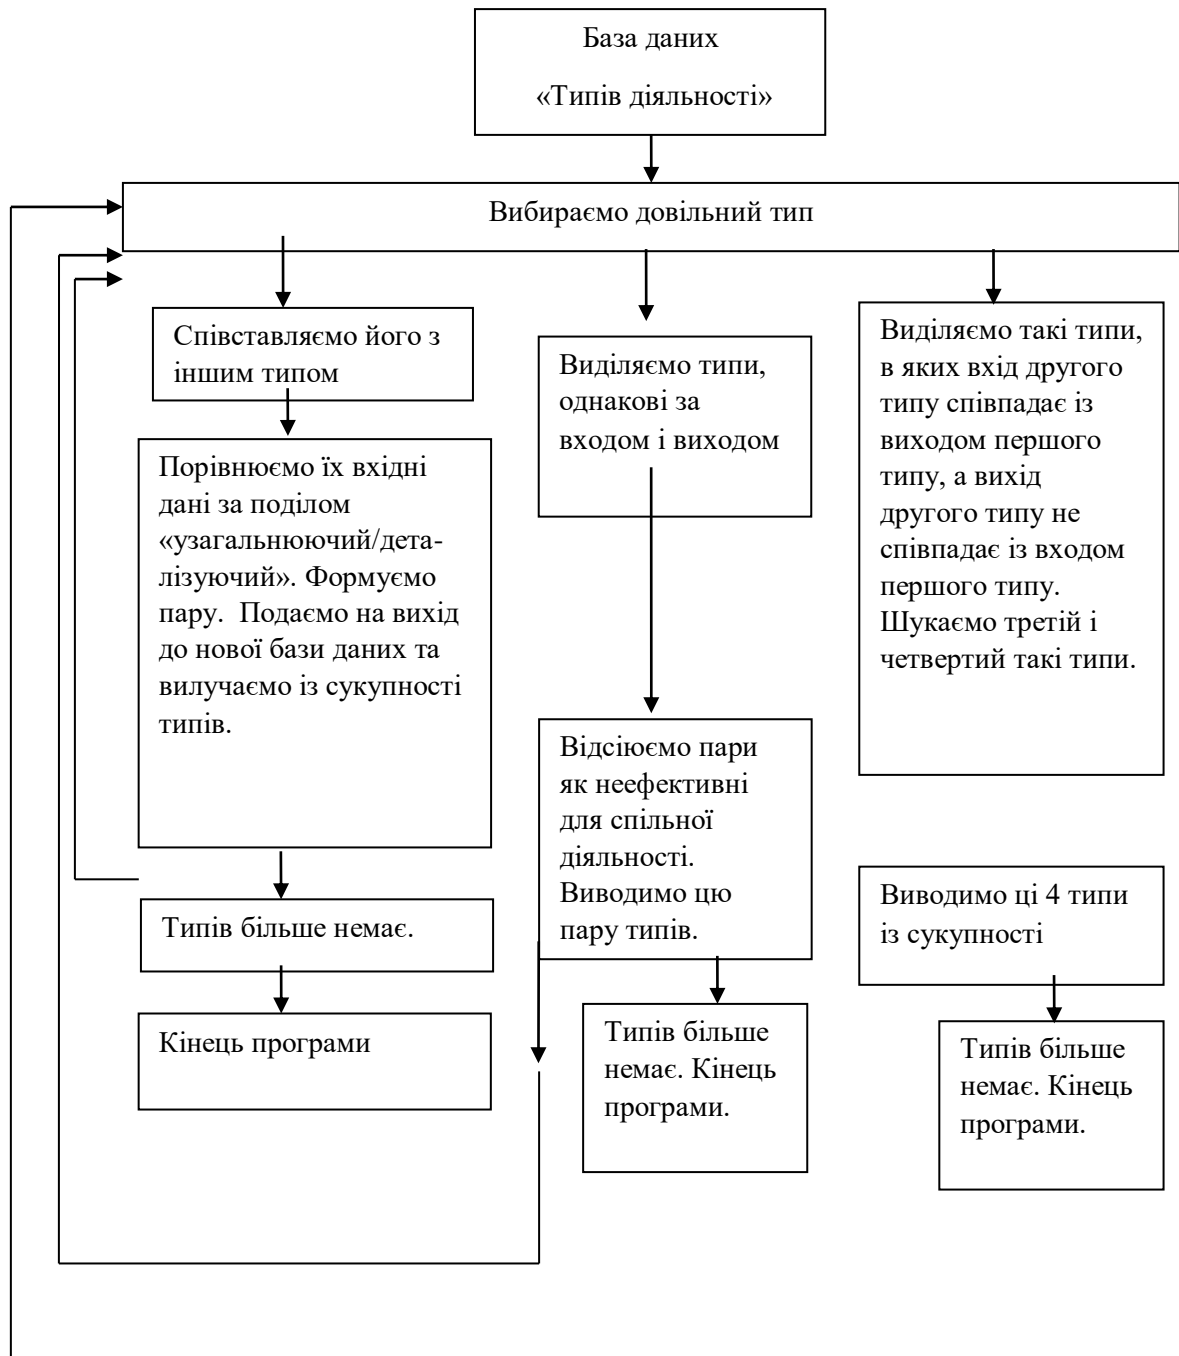 База даних
«Типів діяльності»
Вибираємо довільний тип
Співставляємо його з
іншим типом
Порівнюємо їх вхідні
дані за поділом
«узагальнюючий/дета-
лізуючий». Формуємо
пару. Подаємо на вихід
до нової бази даних та
вилучаємо із сукупності
типів.
Типів більше немає.
Кінець програми
Виділяємо типи,
однакові за
входом і виходом
Відсіюємо пари
як неефективні
для спільної
діяльності.
Виводимо цю
пару типів.
Типів більше
немає. Кінець
програми.
Виділяємо такі типи,
в яких вхід другого
типу співпадає із
виходом першого
типу, а вихід
другого типу не
співпадає із входом
першого типу.
Шукаємо третій і
четвертий такі типи.
Виводимо ці 4 типи
із сукупності
Типів більше
немає. Кінець
програми.